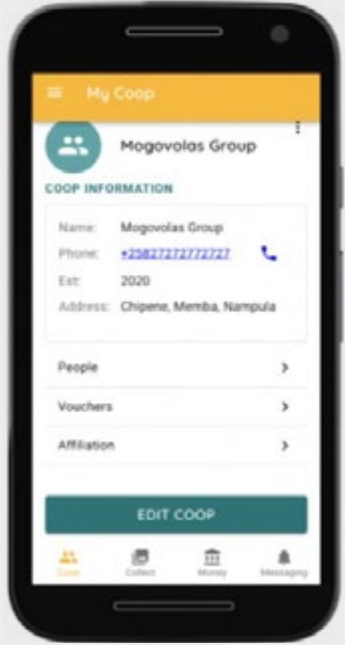 My Coop
Mogovolas Group
COOP INFORMATION
Name: Mogovolas Group
Phone: +25827272772727
Est: 2020
Address: Chipene, Memba, Nampula
People
Vouchers
Affiliation
EDIT COOP
Coop Collect Money Messaging